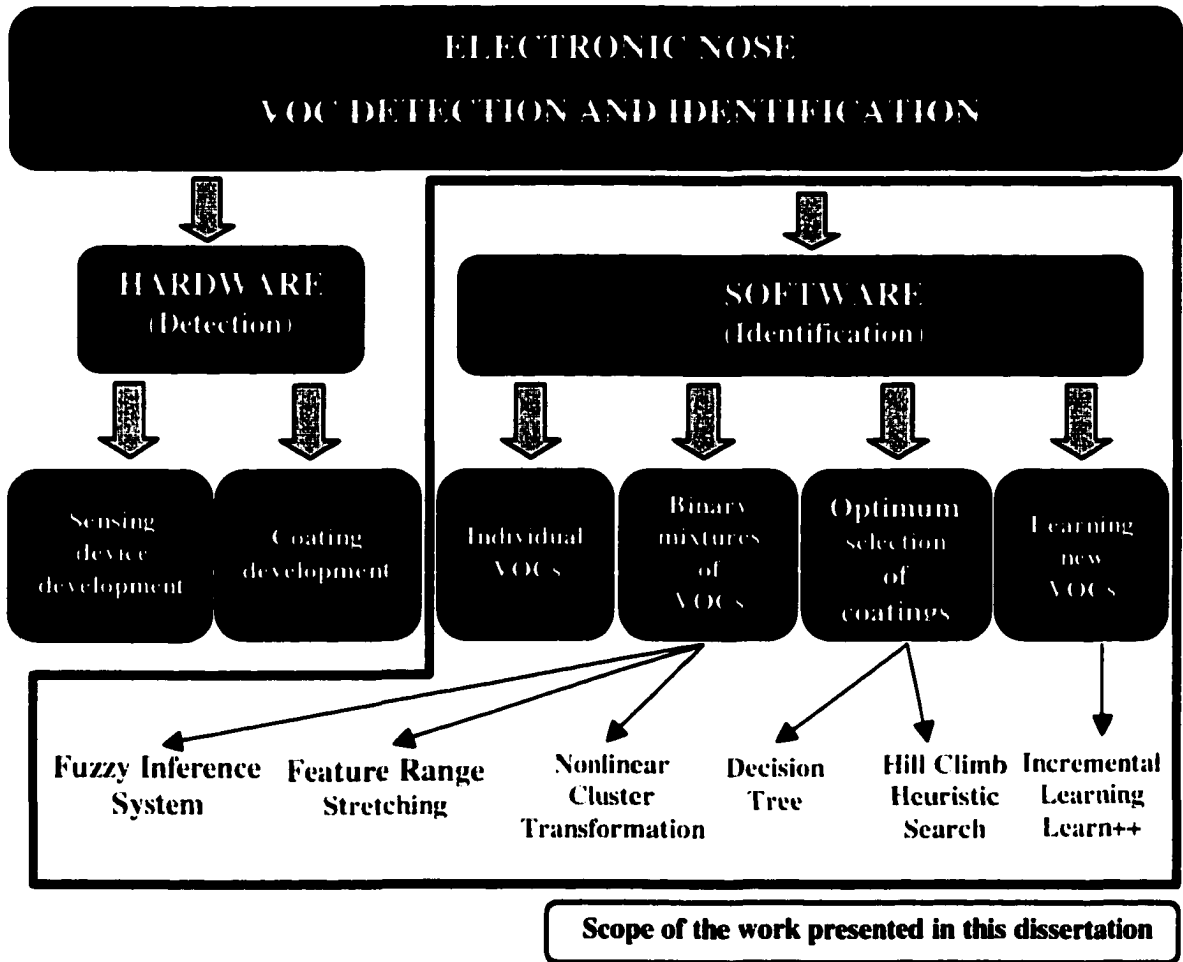 ELECTRONIC NOSE
VOC DETECTION AND IDENTIFICATION
HARDWARE
(Detection)
SOFTWARE
(Identification)
Sensing
device
development
Coating
development
Individual
VOCs
Binary
mixtures
of
VOCs
Optimum
selection
of
coatings
Learning
new
VOCs
Fuzzy Inference
System
Feature Range
Stretching
Nonlinear
Cluster
Transformation
Decision
Tree
Hill Climb
Heuristic
Search
Incremental
Learning
Learn++
Scope of the work presented in this dissertation